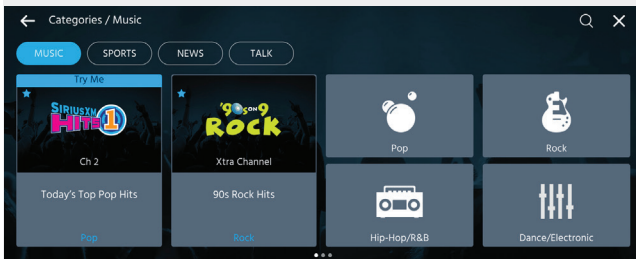 Categories / Music
MUSIC
SPORTS
NEWS
TALK
Try Me
SIRIUSXM
HITS 1
Ch 2
Today's Top Pop Hits
Pop
'90s ON 9
ROCK
Xtra Channel
90s Rock Hits
Rock
Pop
Rock
Hip-Hop/R&B
Dance/Electronic